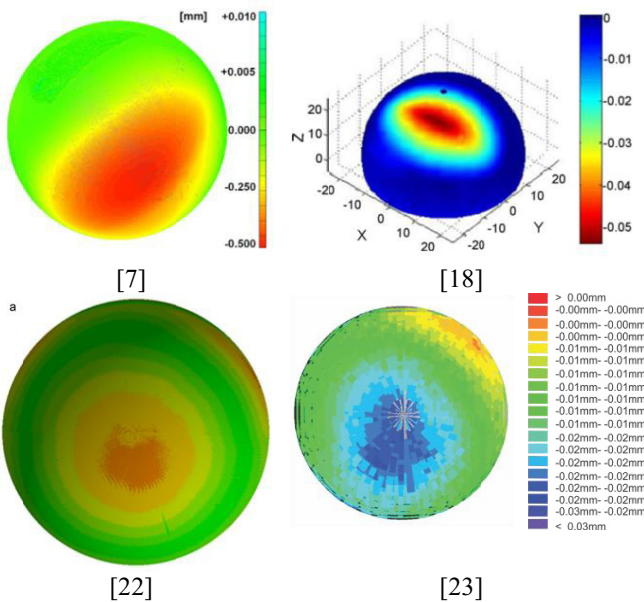 [mm]
+0.010
+0.005
0.000
-0.250
-0.500
[7]
0
-0.01
-0.02
-0.03
-0.04
-0.05
Z
20
10
0
-20
-10
0
10
20
X
20
10
0
-10
-20
Y
[18]
a
[22]
> 0.00mm
-0.00mm- -0.00mm
-0.00mm- -0.00mm
-0.00mm- -0.00mm
-0.01mm- -0.01mm
-0.01mm- -0.01mm
-0.01mm- -0.01mm
-0.01mm- -0.01mm
-0.01mm- -0.01mm
-0.01mm- -0.01mm
-0.01mm- -0.01mm
-0.02mm- -0.02mm
-0.02mm- -0.02mm
-0.02mm- -0.02mm
-0.02mm- -0.02mm
-0.02mm- -0.02mm
-0.03mm- -0.02mm
< 0.03mm
[23]